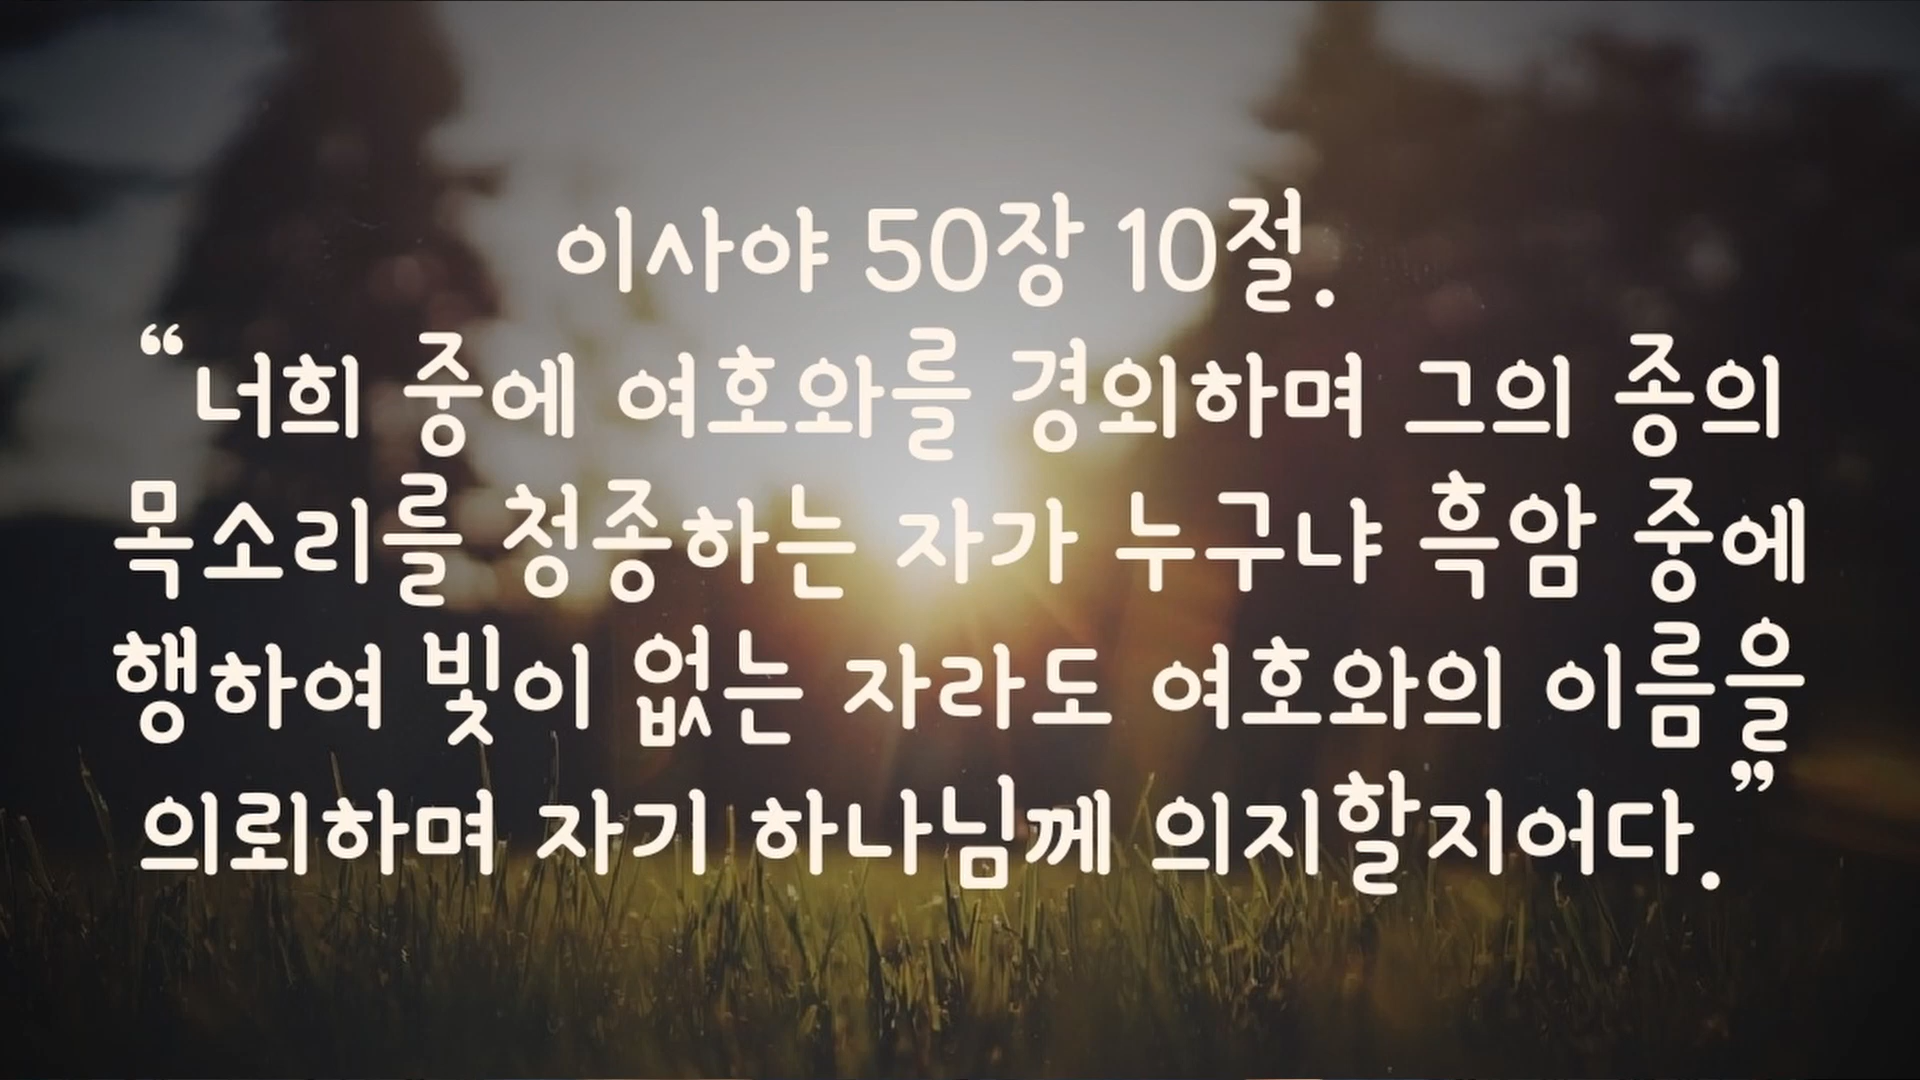 이사야 50장 10절.
“너희 중에 여호와를 경외하며 그의 종의
목소리를 청종하는 자가 누구냐 흑암 중에
행하여 빛이 없는 자라도 여호와의 이름을
의뢰하며 자기 하나님께 의지할지어다.”